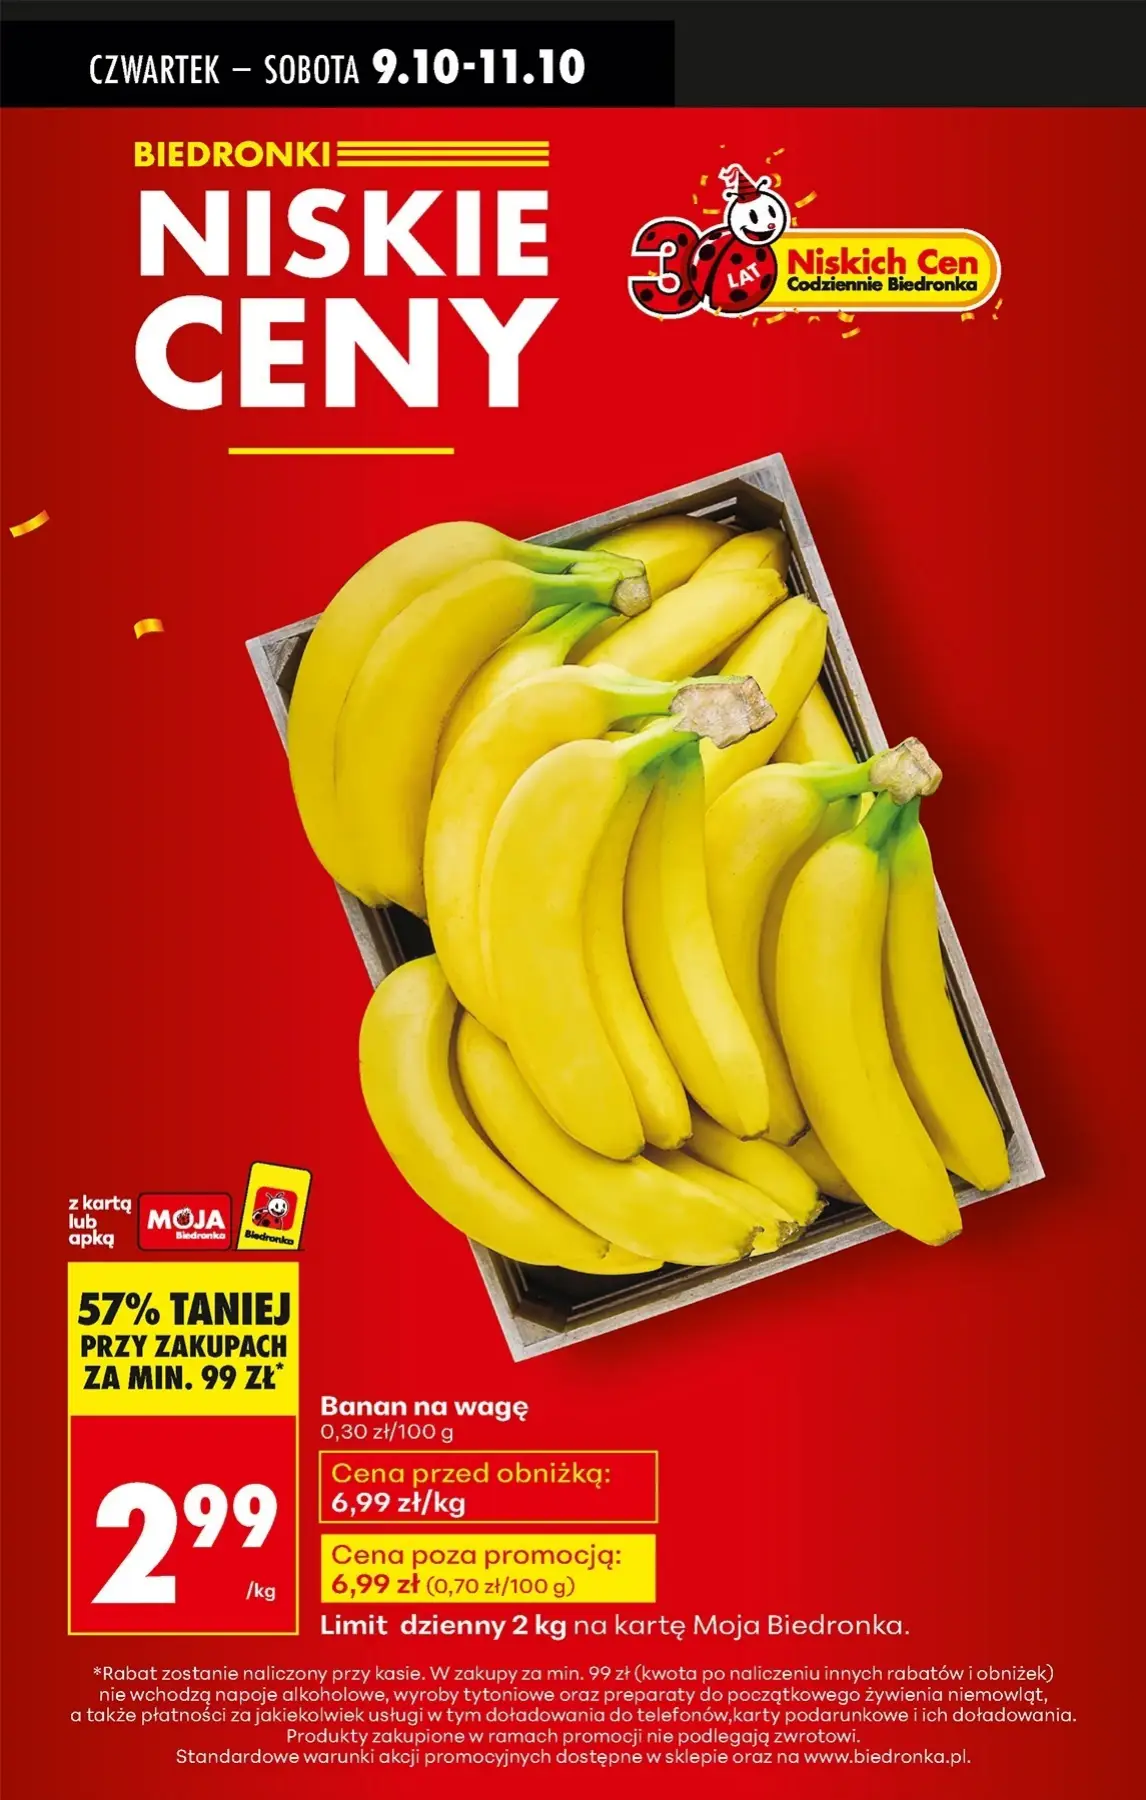 CZWARTEK – SOBOTA 9.10-11.10
BIEDRONKI
NISKIE
CENY
30 LAT
Niskich Cen
Codziennie Biedronka
z kartą
lub
apką
MOJA
Biedronka
Biedronka
57% TANIEJ
PRZY ZAKUPACH
ZA MIN. 99 ZŁ*
2 99
/kg
Banan na wagę
0,30 zł/100 g
Cena przed obniżką:
6,99 zł/kg
Cena poza promocją:
6,99 zł (0,70 zł/100 g)
Limit dzienny 2 kg na kartę Moja Biedronka.
*Rabat zostanie naliczony przy kasie. W zakupy za min. 99 zł (kwota po naliczeniu innych rabatów i obniżek)
nie wchodzą napoje alkoholowe, wyroby tytoniowe oraz preparaty do początkowego żywienia niemowląt,
a także płatności za jakiekolwiek usługi w tym doładowania do telefonów,karty podarunkowe i ich doładowania.
Produkty zakupione w ramach promocji nie podlegają zwrotowi.
Standardowe warunki akcji promocyjnych dostępne w sklepie oraz na www.biedronka.pl.